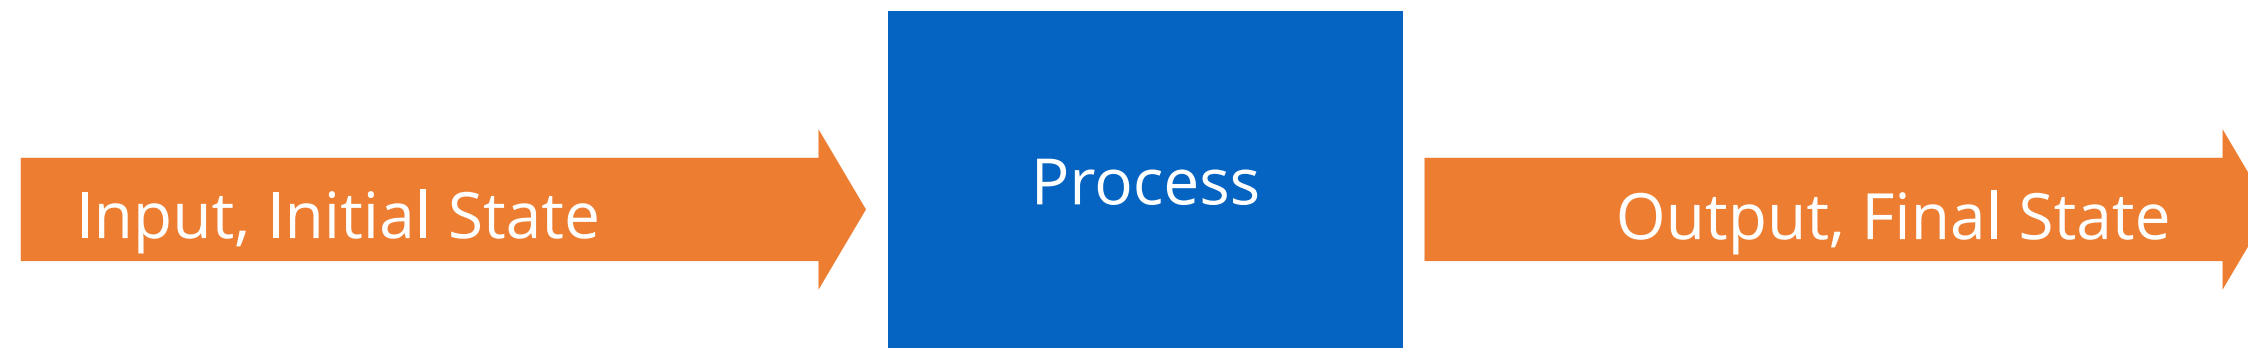 Input, Initial State
Process
Output, Final State